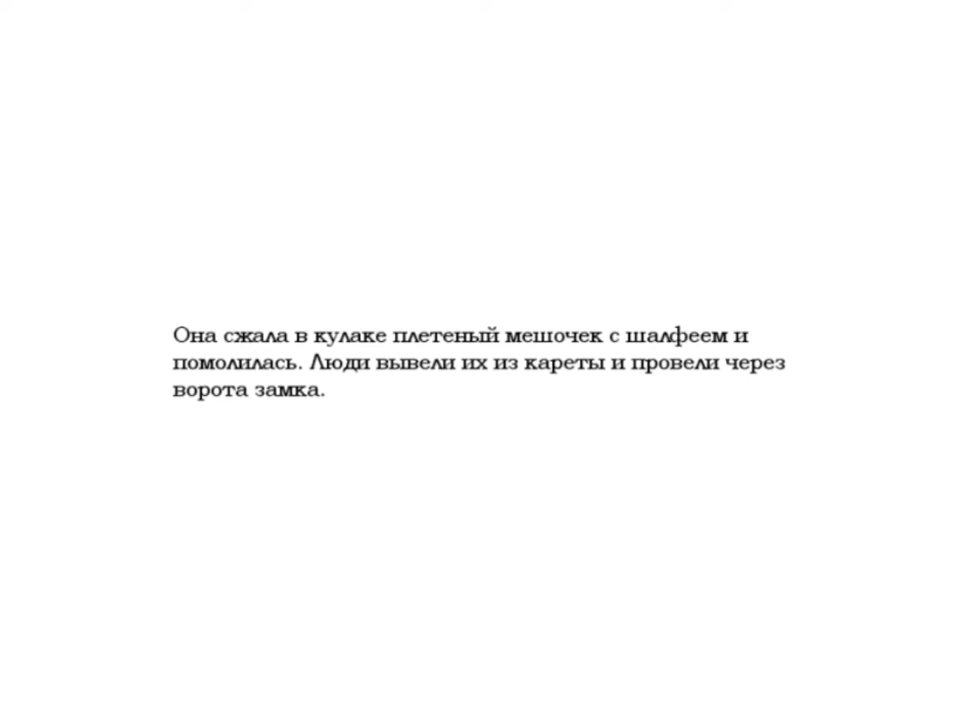 Она сжала в кулаке плетеный мешочек с шалфеем и
помолилась. Люди вывели их из кареты и провели через
ворота замка.